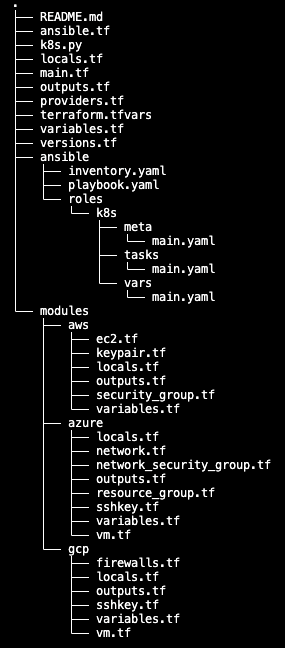 .
├── README.md
├── ansible.tf
├── k8s.py
├── locals.tf
├── main.tf
├── outputs.tf
├── providers.tf
├── terraform.tfvars
├── variables.tf
├── versions.tf
├── ansible
│   ├── inventory.yaml
│   ├── playbook.yaml
│   └── roles
│       └── k8s
│           ├── meta
│           │   └── main.yaml
│           ├── tasks
│           │   └── main.yaml
│           └── vars
│               └── main.yaml
└── modules
    ├── aws
    │   ├── ec2.tf
    │   ├── keypair.tf
    │   ├── locals.tf
    │   ├── outputs.tf
    │   ├── security_group.tf
    │   └── variables.tf
    ├── azure
    │   ├── locals.tf
    │   ├── network.tf
    │   ├── network_security_group.tf
    │   ├── outputs.tf
    │   ├── resource_group.tf
    │   ├── sshkey.tf
    │   ├── variables.tf
    │   └── vm.tf
    └── gcp
        ├── firewalls.tf
        ├── locals.tf
        ├── outputs.tf
        ├── sshkey.tf
        ├── variables.tf
        └── vm.tf